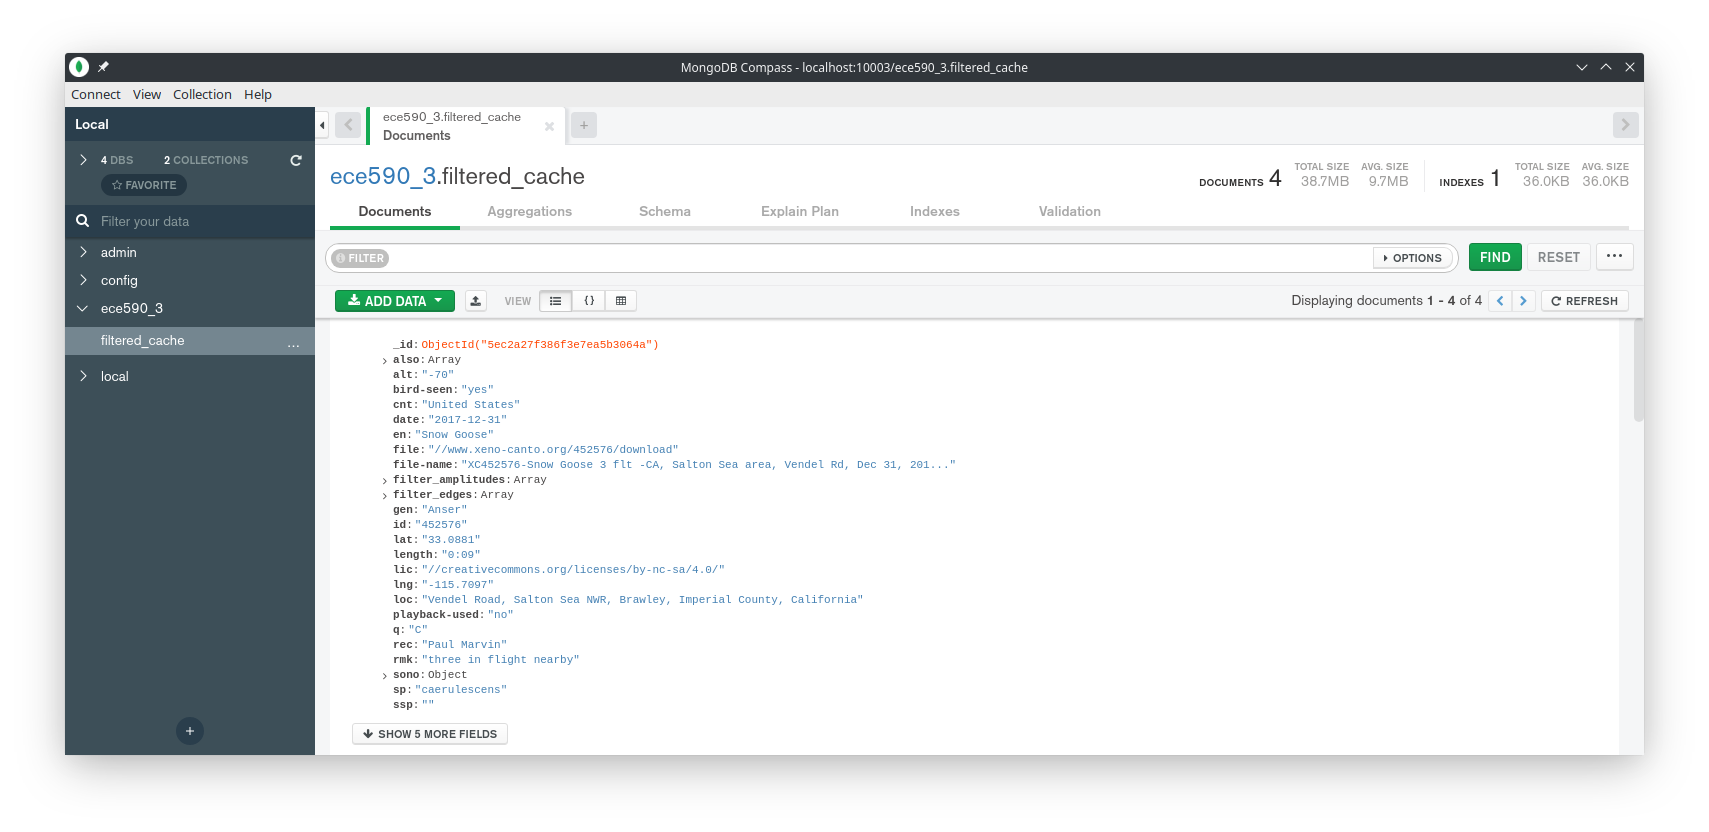 MongoDB Compass - localhost:10003/ece590_3.filtered_cache
Connect View Collection Help
Local
4 DBS 2 COLLECTIONS
FAVORITE
Filter your data
admin
config
ece590_3
filtered_cache ...
local
ece590_3.filtered_cache
Documents
ece590_3.filtered_cache
DOCUMENTS 4 TOTAL SIZE 38.7MB AVG. SIZE 9.7MB INDEXES 1 TOTAL SIZE 36.0KB AVG. SIZE 36.0KB
Documents Aggregations Schema Explain Plan Indexes Validation
FILTER OPTIONS FIND RESET ...
ADD DATA VIEW {} Displaying documents 1 - 4 of 4 < > REFRESH
_id: ObjectId("5ec2a27f386f3e7ea5b3064a")
> also: Array
alt: "-70"
bird-seen: "yes"
cnt: "United States"
date: "2017-12-31"
en: "Snow Goose"
file: "//www.xeno-canto.org/452576/download"
file-name: "XC452576-Snow Goose 3 flt -CA, Salton Sea area, Vendel Rd, Dec 31, 201..."
> filter_amplitudes: Array
> filter_edges: Array
gen: "Anser"
id: "452576"
lat: "33.0881"
length: "0:09"
lic: "//creativecommons.org/licenses/by-nc-sa/4.0/"
lng: "-115.7097"
loc: "Vendel Road, Salton Sea NWR, Brawley, Imperial County, California"
playback-used: "no"
q: "C"
rec: "Paul Marvin"
rmk: "three in flight nearby"
> sono: Object
sp: "caerulescens"
ssp: ""
SHOW 5 MORE FIELDS